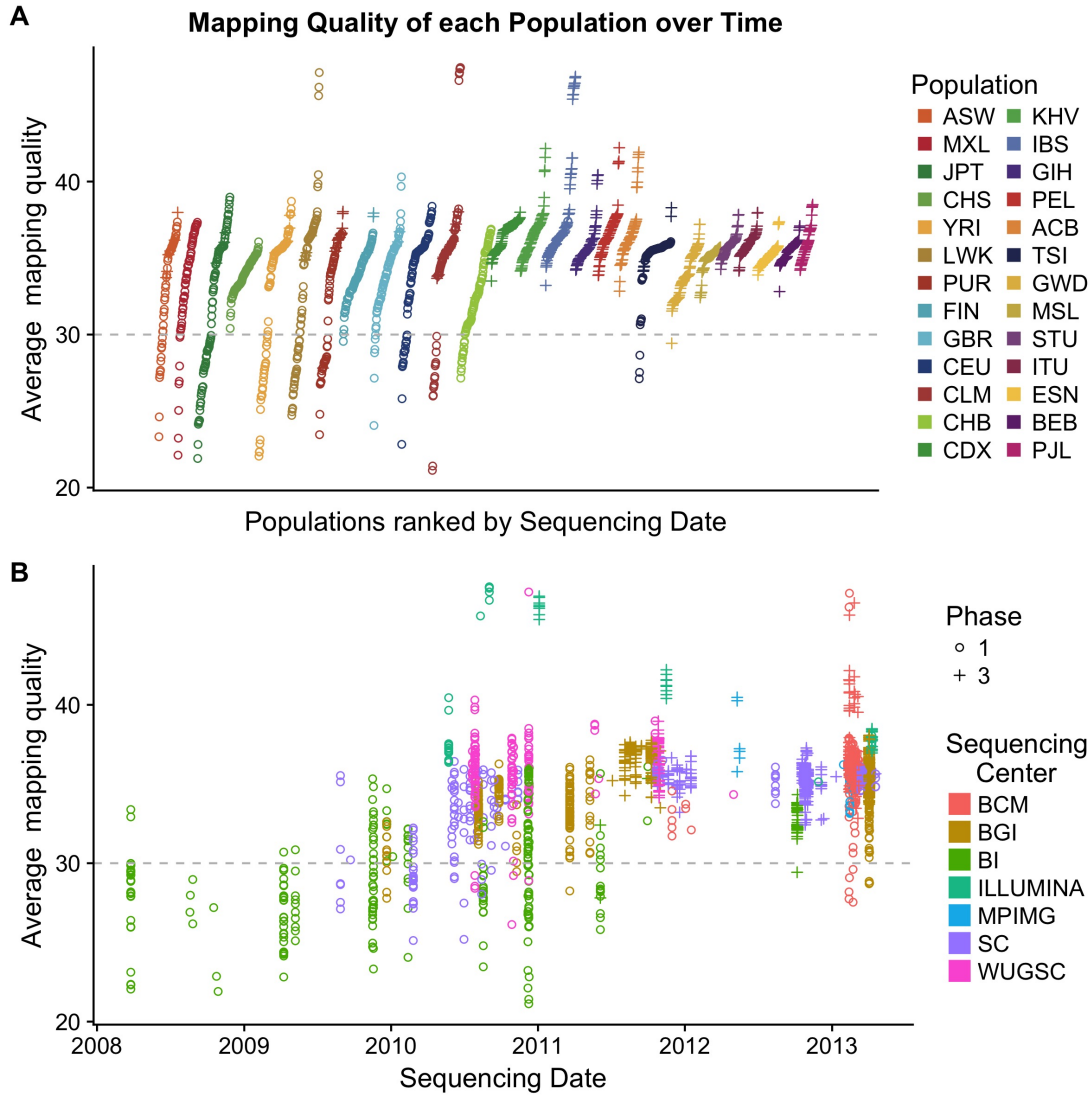 A
Mapping Quality of each Population over Time
Average mapping quality
40
30
20
Populations ranked by Sequencing Date
Population
ASW
MXL
JPT
CHS
YRI
LWK
PUR
FIN
GBR
CEU
CLM
CHB
CDX
KHV
IBS
GIH
PEL
ACB
TSI
GWD
MSL
STU
ITU
ESN
BEB
PJL
B
Average mapping quality
40
30
20
2008
2009
2010
2011
2012
2013
Sequencing Date
Phase
1
3
Sequencing
Center
BCM
BGI
BI
ILLUMINA
MPIMG
SC
WUGSC